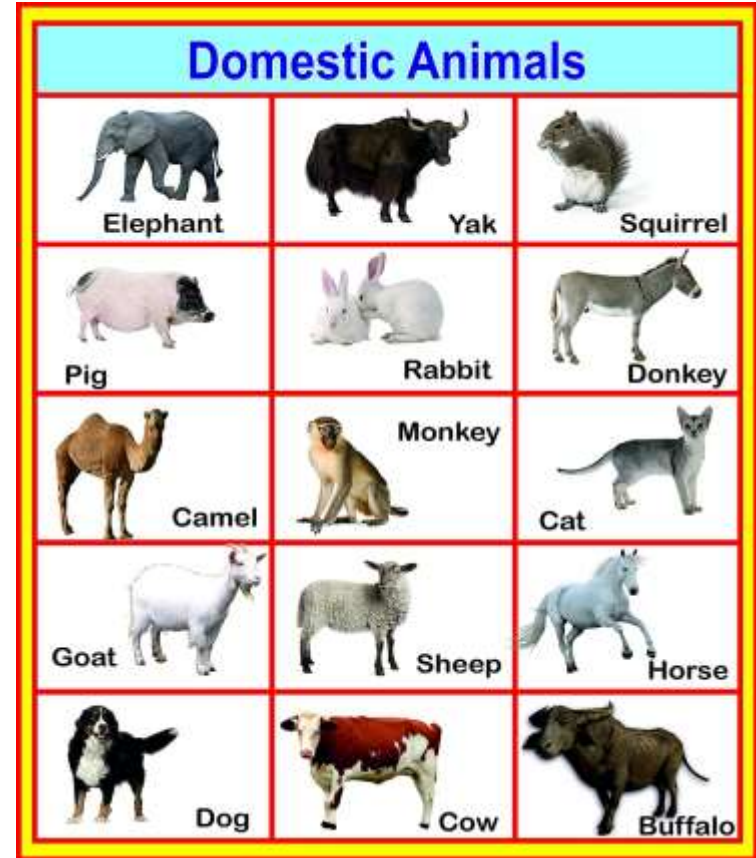 Domestic Animals
Elephant
Yak
Squirrel
Pig
Rabbit
Donkey
Camel
Monkey
Cat
Goat
Sheep
Horse
Dog
Cow
Buffalo